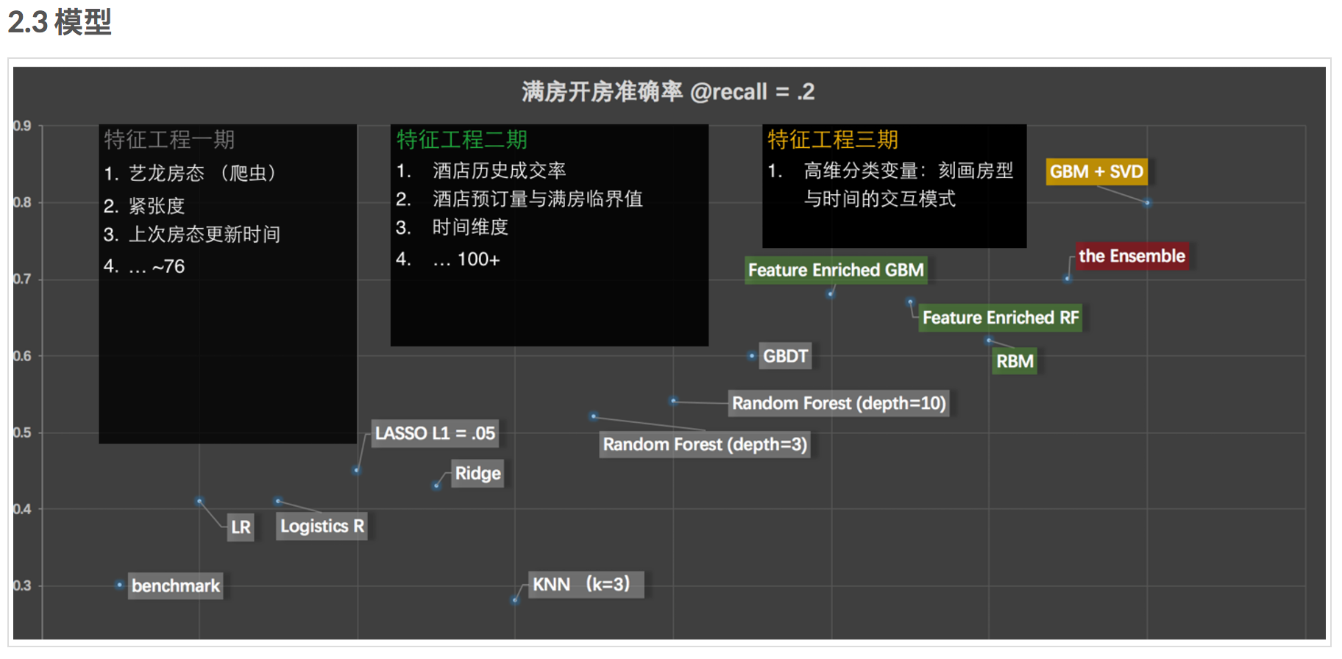 2.3 模型
满房开房准确率 @recall = .2
0.9
0.8
0.7
0.6
0.5
0.4
0.3
特征工程一期
1. 艺龙房态 （爬虫）
2. 紧张度
3. 上次房态更新时间
4. … ~76
特征工程二期
1. 酒店历史成交率
2. 酒店预订量与满房临界值
3. 时间维度
4. … 100+
特征工程三期
1. 高维分类变量：刻画房型
与时间的交互模式
GBM + SVD
the Ensemble
Feature Enriched GBM
Feature Enriched RF
RBM
GBDT
Random Forest (depth=10)
Random Forest (depth=3)
LASSO L1 = .05
Ridge
LR
Logistics R
benchmark
KNN （k=3）